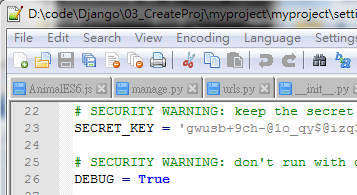 D:\code\Django\03_CreateProj\myproject\myproject\sett
File Edit Search View Encoding Language Setting
AnimalES6.js manage.py urls.py __init__.py
22 # SECURITY WARNING: keep the secret
23 SECRET_KEY = 'gwusb+9ch-@1o_qy$@izq
24
25 # SECURITY WARNING: don't run with
26 DEBUG = True